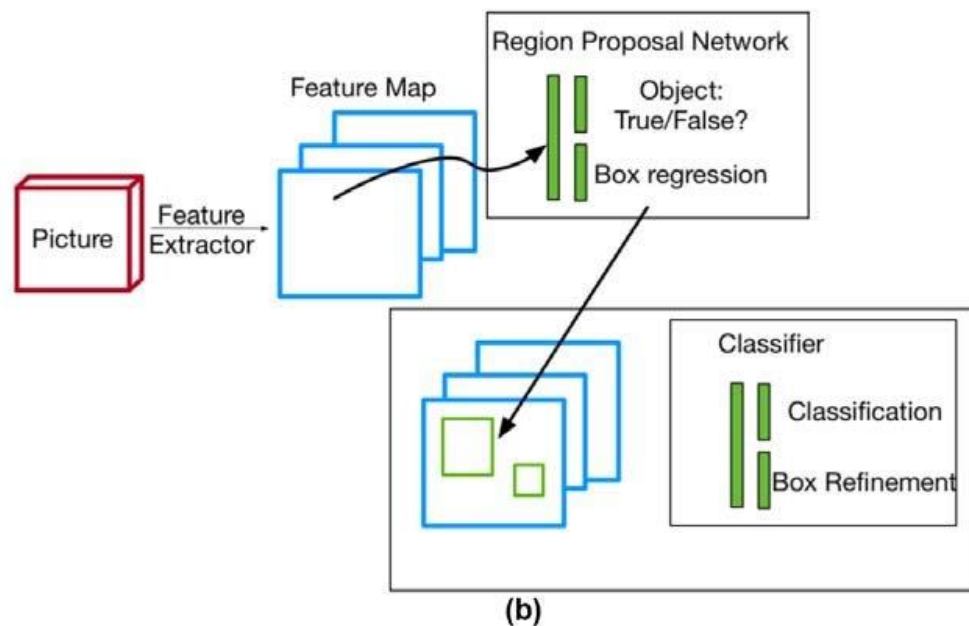 Region Proposal Network
Feature Map
Object:
True/False?
Box regression
Picture
Feature
Extractor
Classifier
Classification
Box Refinement
(b)